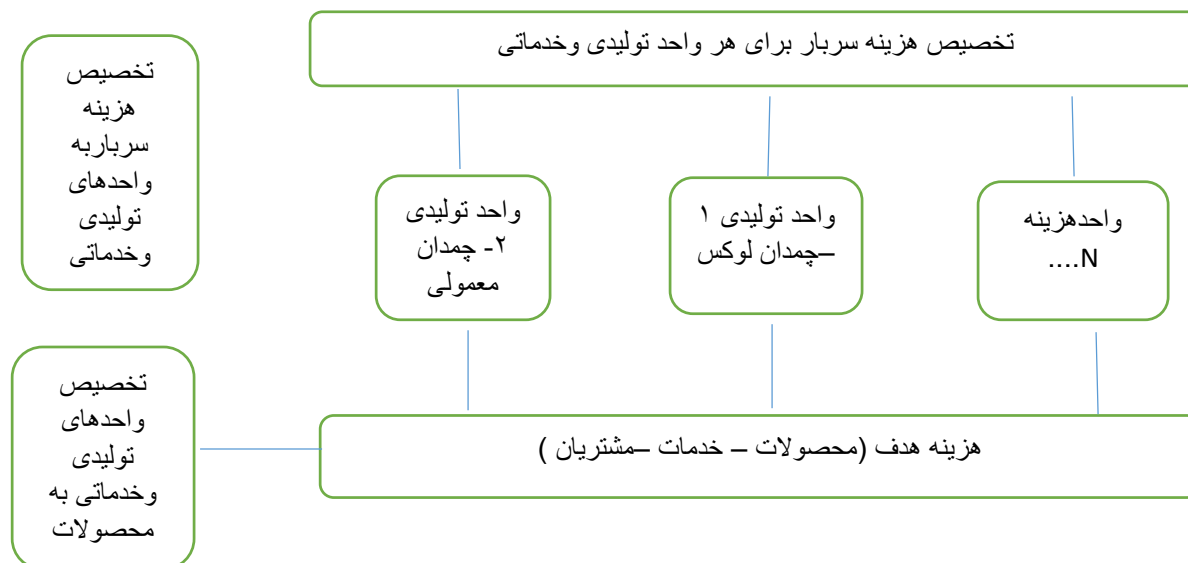 تخصیص هزینه سربار برای هر واحد تولیدی وخدماتی
تخصیص
هزینه
سرباربه
واحدهای
تولیدی
وخدماتی
واحدهزینه
N....
واحد تولیدی ۱
–چمدان لوکس
واحد تولیدی
۲- چمدان
معمولی
هزینه هدف (محصولات – خدمات –مشتریان )
تخصیص
واحدهای
تولیدی
وخدماتی به
محصولات